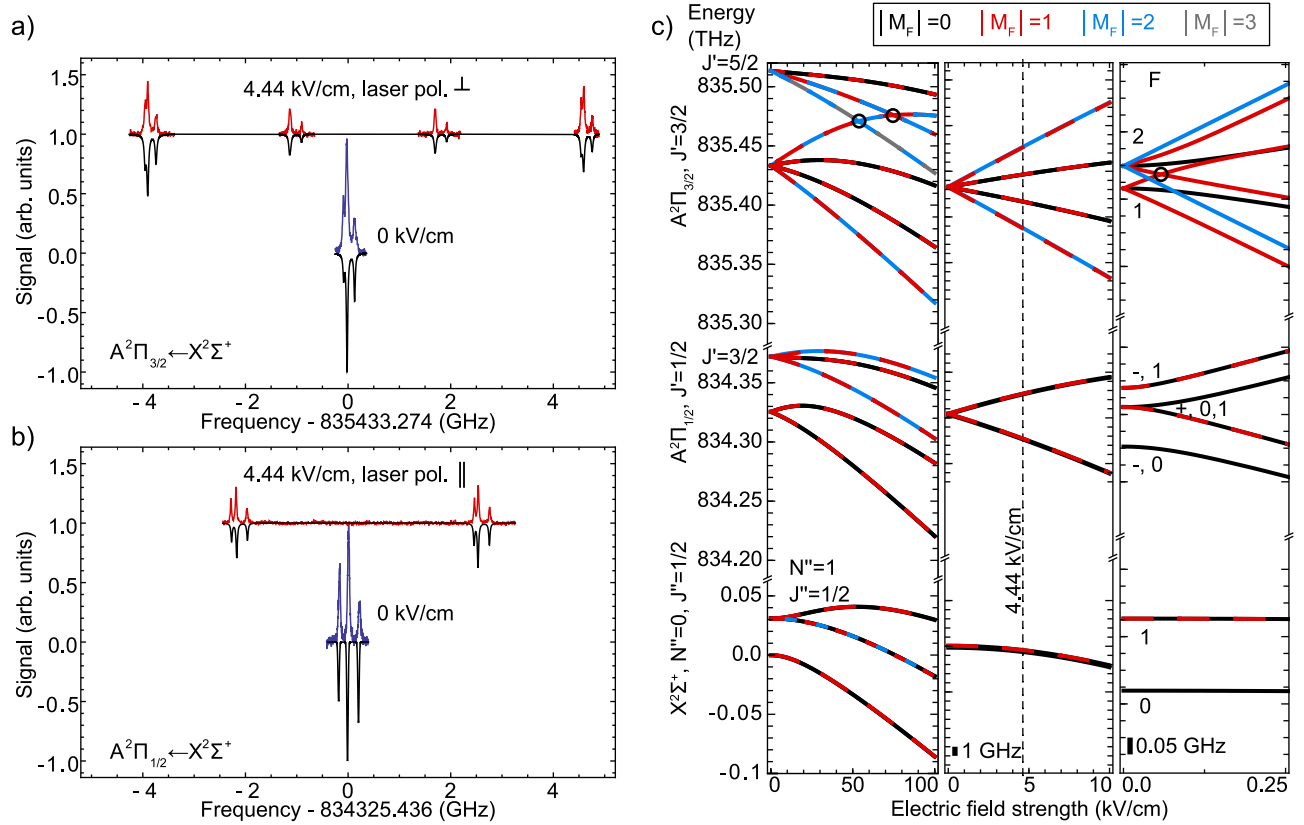 a)
1.5
1.0
0.5
0.0
-0.5
-1.0
Signal (arb. units)
4.44 kV/cm, laser pol. ⊥
0 kV/cm
A²Π₃/₂←X²Σ⁺
-4
-2
0
2
4
Frequency - 835433.274 (GHz)
b)
1.5
1.0
0.5
0.0
-0.5
-1.0
Signal (arb. units)
4.44 kV/cm, laser pol. ||
0 kV/cm
A²Π₁/₂←X²Σ⁺
-4
-2
0
2
4
Frequency - 834325.436 (GHz)
c)
Energy
(THz)
|M_F|=0
|M_F|=1
|M_F|=2
|M_F|=3
J'=5/2
835.50
835.45
835.40
835.35
835.30
A²Π₃/₂, J'=3/2
J'=3/2
834.35
834.30
834.25
834.20
A²Π₁/₂, J'=1/2
0.05
0.0
-0.05
-0.1
X²Σ⁺, N''=0, J''=1/2
N''=1
J''=1/2
4.44 kV/cm
1 GHz
F
2
1
-, 1
+, 0,1
-, 0
1
0
0.05 GHz
0
50
100
0
5
10
0.0
0.25
Electric field strength (kV/cm)